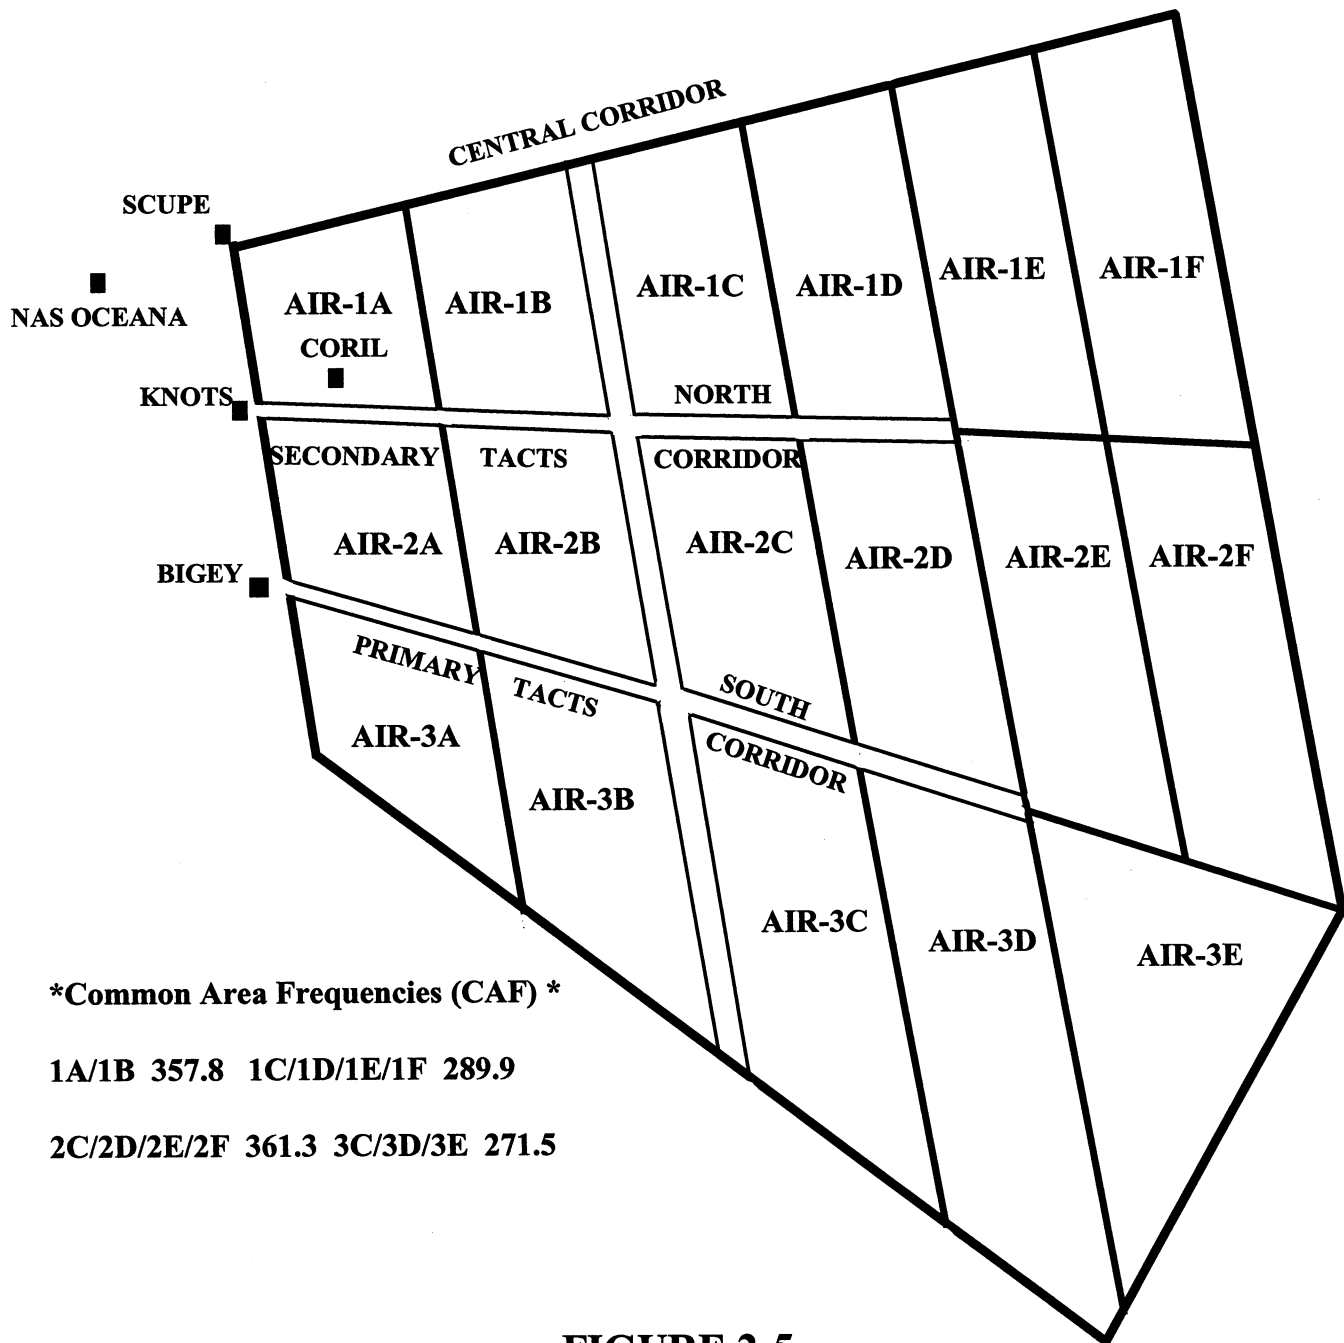 CENTRAL CORRIDOR
SCUPE
NAS OCEANA
AIR-1A
AIR-1B
AIR-1C
AIR-1D
AIR-1E
AIR-1F
CORIL
KNOTS
NORTH
SECONDARY TACTS CORRIDOR
AIR-2A
AIR-2B
AIR-2C
AIR-2D
AIR-2E
AIR-2F
BIGEY
PRIMARY TACTS
SOUTH
CORRIDOR
AIR-3A
AIR-3B
AIR-3C
AIR-3D
AIR-3E
*Common Area Frequencies (CAF) *
1A/1B 357.8 1C/1D/1E/1F 289.9
2C/2D/2E/2F 361.3 3C/3D/3E 271.5
FIGURE 2-5